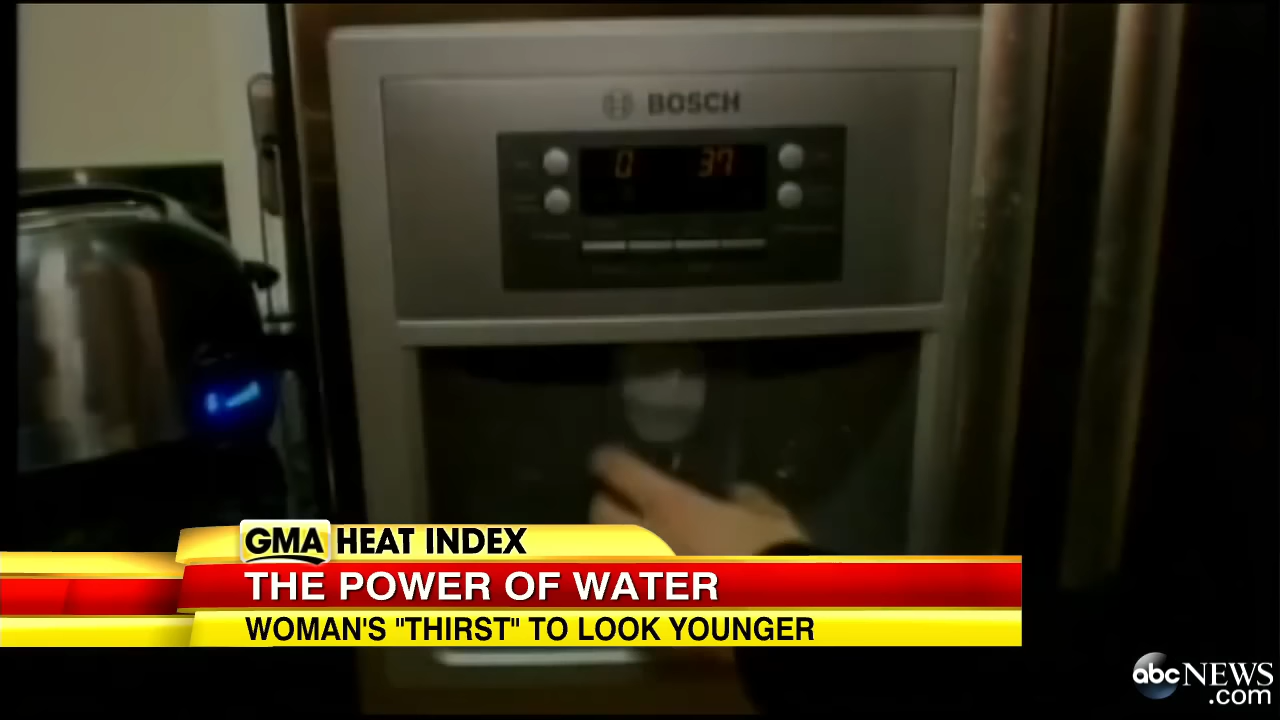 BOSCH
0 37
GMA HEAT INDEX
THE POWER OF WATER
WOMAN'S "THIRST" TO LOOK YOUNGER
abc NEWS
.com